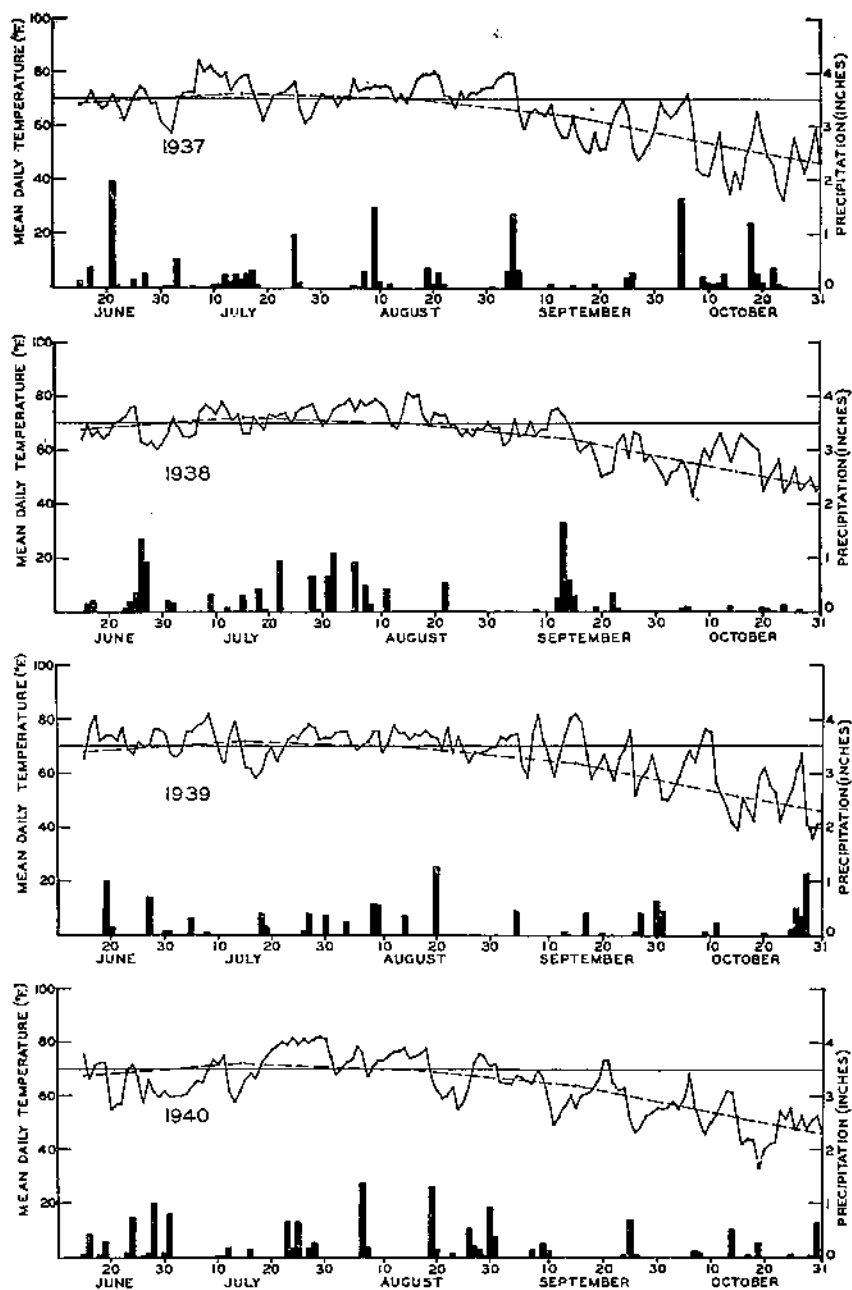 MEAN DAILY TEMPERATURE (°F.)
100
80
60
40
20
1937
PRECIPITATION (INCHES)
4
3
2
1
0
20 30 10 20 30 10 20 30 10 20 30 10 20 31
JUNE JULY AUGUST SEPTEMBER OCTOBER
MEAN DAILY TEMPERATURE (°F.)
100
80
60
40
20
1938
PRECIPITATION (INCHES)
4
3
2
1
0
20 30 10 20 30 10 20 30 10 20 30 10 20 31
JUNE JULY AUGUST SEPTEMBER OCTOBER
MEAN DAILY TEMPERATURE (°F.)
100
80
60
40
20
1939
PRECIPITATION (INCHES)
4
3
2
1
0
20 30 10 20 30 10 20 30 10 20 30 10 20 31
JUNE JULY AUGUST SEPTEMBER OCTOBER
MEAN DAILY TEMPERATURE (°F.)
100
80
60
40
20
1940
PRECIPITATION (INCHES)
4
3
2
1
0
20 30 10 20 30 10 20 30 10 20 30 10 20 31
JUNE JULY AUGUST SEPTEMBER OCTOBER